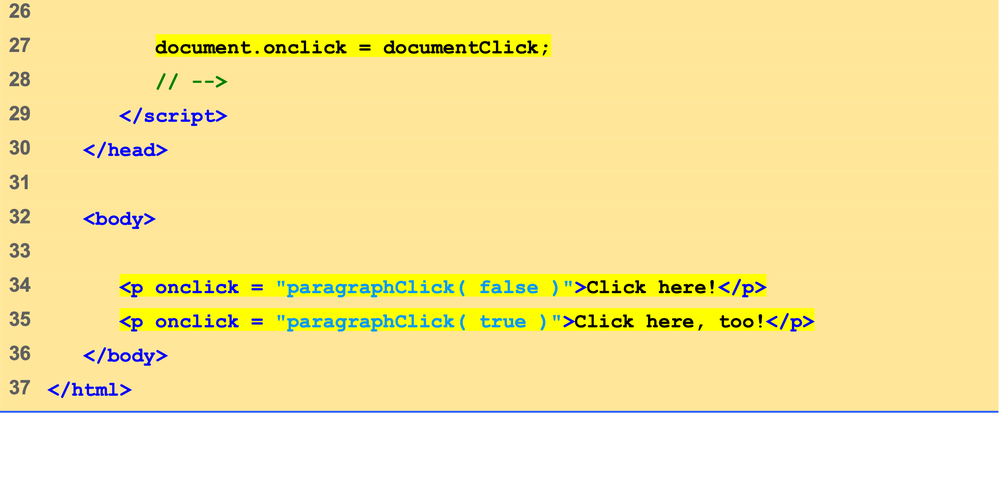 26
27 document.onclick = documentClick;
28 // -->
29 </script>
30 </head>
31
32 <body>
33
34 <p onclick = "paragraphClick( false )">Click here!</p>
35 <p onclick = "paragraphClick( true )">Click here, too!</p>
36 </body>
37 </html>